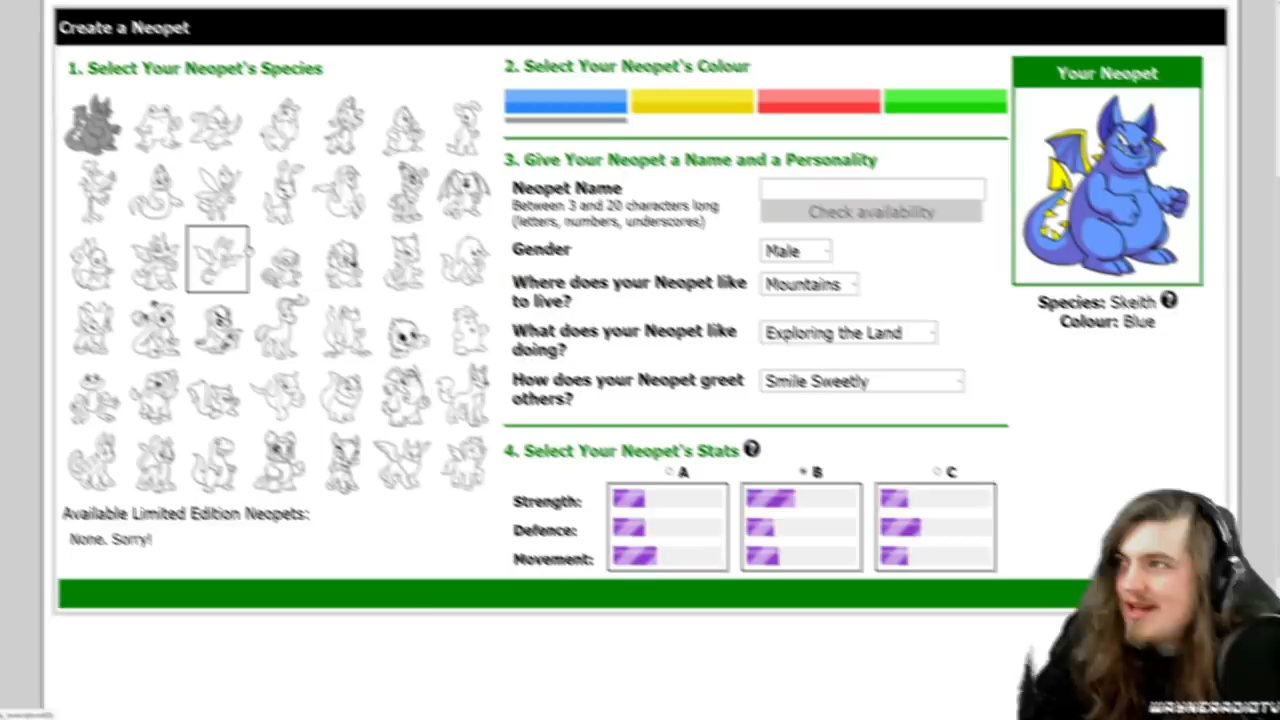 Create a Neopet
1. Select Your Neopet's Species
2. Select Your Neopet's Colour
Your Neopet
3. Give Your Neopet a Name and a Personality
Neopet Name
Between 3 and 20 characters long
(letters, numbers, underscores)
Check availability
Gender
Male
Where does your Neopet like
to live?
Mountains
What does your Neopet like
doing?
Exploring the Land
How does your Neopet greet
others?
Smile Sweetly
Species: Skeith ?
Colour: Blue
4. Select Your Neopet's Stats ?
A
B
C
Strength:
Defence:
Movement:
Available Limited Edition Neopets:
None. Sorry!
WAYNERADIOTV